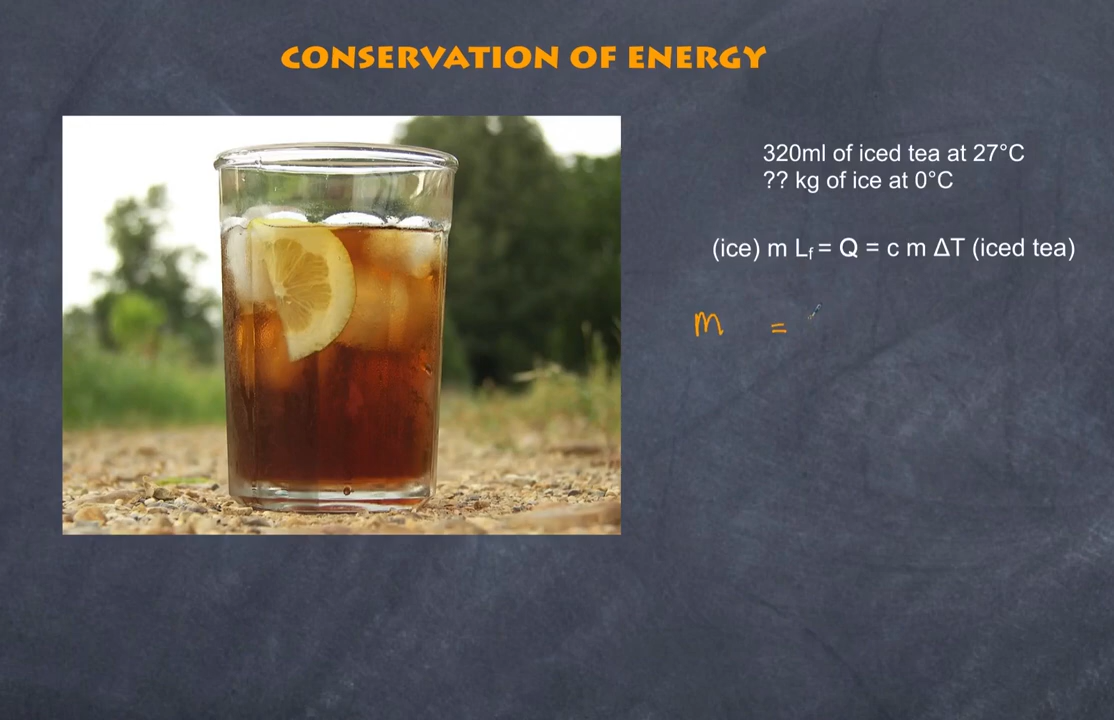 CONSERVATION OF ENERGY
320ml of iced tea at 27°C
?? kg of ice at 0°C
(ice) m Lf = Q = c m ΔT (iced tea)
m =